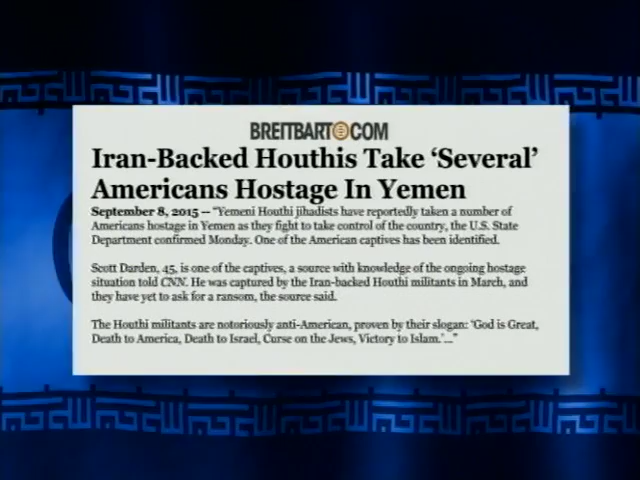 BREITBART.COM
Iran-Backed Houthis Take ‘Several’
Americans Hostage In Yemen
September 8, 2015 -- “Yemeni Houthi jihadists have reportedly taken a number of
Americans hostage in Yemen as they fight to take control of the country, the U.S. State
Department confirmed Monday. One of the American captives has been identified.
Scott Darden, 45, is one of the captives, a source with knowledge of the ongoing hostage
situation told CNN. He was captured by the Iran-backed Houthi militants in March, and
they have yet to ask for a ransom, the source said.
The Houthi militants are notoriously anti-American, proven by their slogan: ‘God is Great,
Death to America, Death to Israel, Curse on the Jews, Victory to Islam.’...”